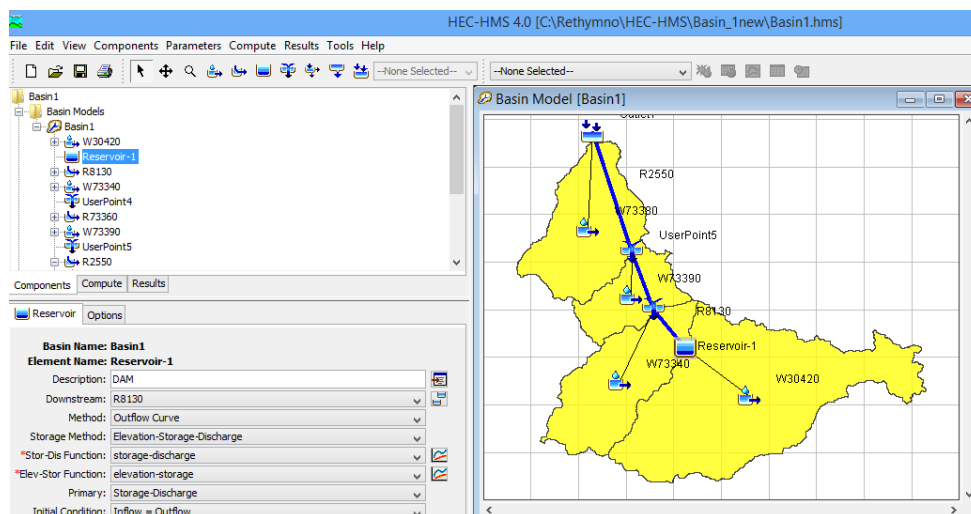 HEC-HMS 4.0 [C:\Rethymno\HEC-HMS\Basin_1new\Basin1.hms]
File Edit View Components Parameters Compute Results Tools Help
--None Selected-- --None Selected--
Basin1
Basin Models
Basin1
W30420
Reservoir-1
R8130
W73340
UserPoint4
R73360
W73390
UserPoint5
R2550
Components Compute Results
Reservoir Options
Basin Name: Basin1
Element Name: Reservoir-1
Description: DAM
Downstream: R8130
Method: Outflow Curve
Storage Method: Elevation-Storage-Discharge
*Stor-Dis Function: storage-discharge
*Elev-Stor Function: elevation-storage
Primary: Storage-Discharge
Initial Condition: Inflow = Outflow
Basin Model [Basin1]
Outlet1
R2550
W73380
UserPoint5
W73390
R8130
Reservoir-1
W73340
W30420